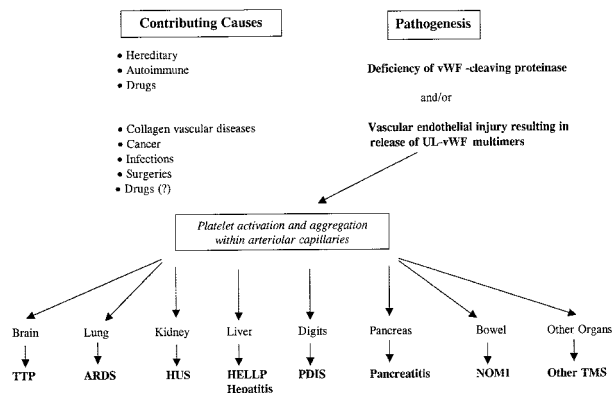 Contributing Causes
Pathogenesis
• Hereditary
• Autoimmune
• Drugs
Deficiency of vWF -cleaving proteinase
and/or
• Collagen vascular diseases
• Cancer
• Infections
• Surgeries
• Drugs (?)
Vascular endothelial injury resulting in
release of UL-vWF multimers
Platelet activation and aggregation
within arteriolar capillaries
Brain Lung Kidney Liver Digits Pancreas Bowel Other Organs
TTP ARDS HUS HELLP PDIS Pancreatitis NOMI Other TMS
Hepatitis